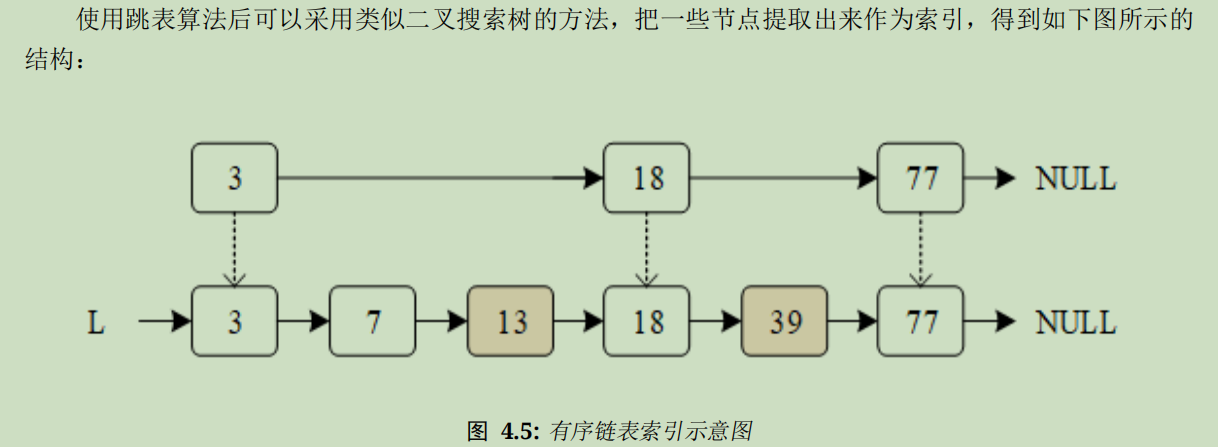 使用跳表算法后可以采用类似二叉搜索树的方法，把一些节点提取出来作为索引，得到如下图所示的
结构：
3 18 77 NULL
L 3 7 13 18 39 77 NULL
图 4.5: 有序链表索引示意图